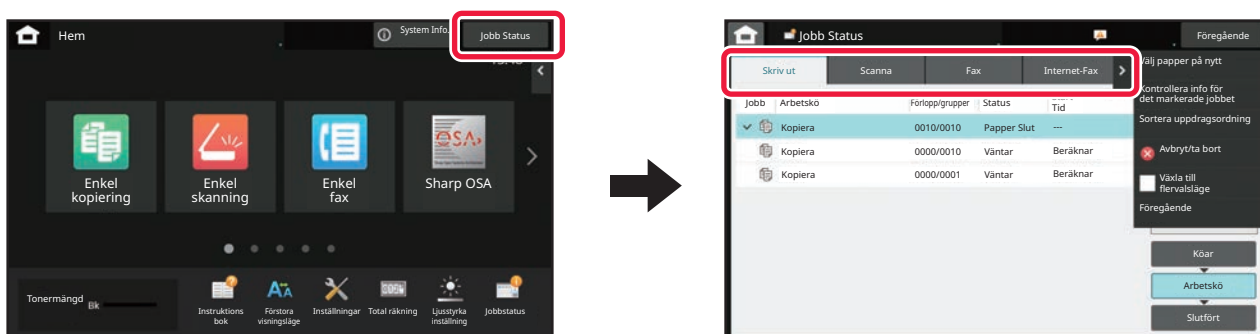 Hem
System Info.
Jobb Status
Enkel
kopiering
Enkel
skanning
Enkel
fax
OSA
Sharp OSA
Tonermängd
Bk
Instruktions
bok
Förstora
visningsläge
Inställningar
Total räkning
Ljusstyrka
inställning
Jobbstatus
Jobb Status
Föregående
Skriv ut
Scanna
Fax
Internet-Fax
Jobb
Arbetskö
Förlopp/grupper
Status
Tid
Kopiera 0010/0010 Papper Slut ---
Kopiera 0000/0010 Väntar Beräknar
Kopiera 0000/0001 Väntar Beräknar
Välj papper på nytt
Kontrollera info för
det markerade jobbet
Sortera uppdragsordning
Avbryt/ta bort
Växla till
flervalsläge
Föregående
Köar
Arbetskö
Slutfört